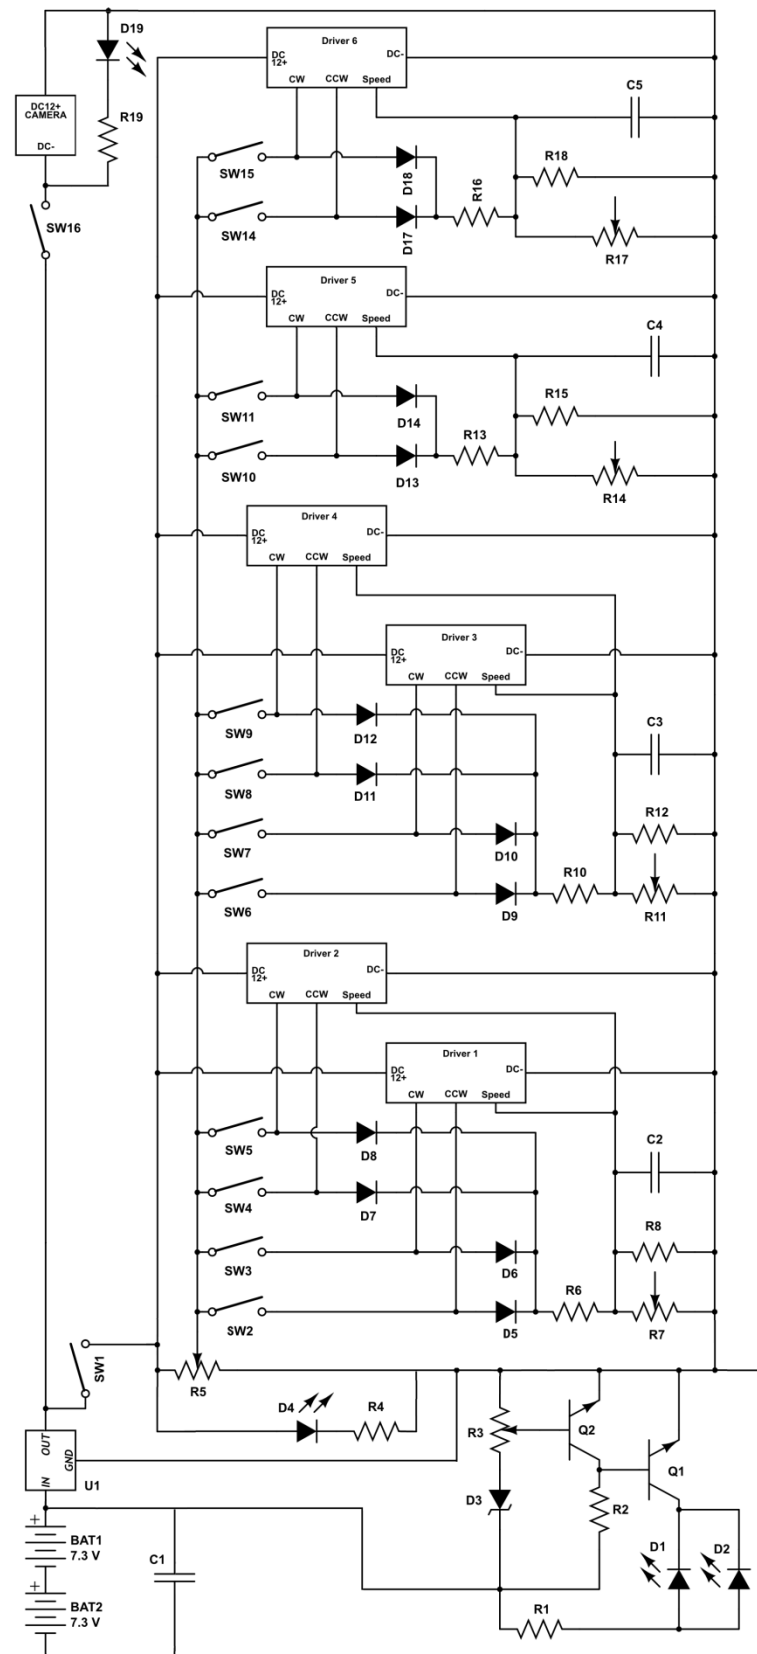 D19
Driver 6
DC
12+
DC-
CW
CCW
Speed
DC12+
CAMERA
DC-
R19
C5
SW15
D18
R16
R18
SW16
SW14
D17
R17
Driver 5
DC
12+
DC-
CW
CCW
Speed
C4
SW11
D14
R13
R15
SW10
D13
R14
Driver 4
DC
12+
DC-
CW
CCW
Speed
Driver 3
DC
12+
DC-
CW
CCW
Speed
SW9
D12
C3
SW8
D11
SW7
D10
R12
R10
SW6
D9
R11
Driver 2
DC
12+
DC-
CW
CCW
Speed
Driver 1
DC
12+
DC-
CW
CCW
Speed
SW5
D8
C2
SW4
D7
SW3
D6
R8
R6
SW2
D5
R7
SW1
R5
D4
R4
R3
Q2
Q1
OUT
GND
IN
U1
D3
R2
BAT1
7.3 V
C1
D1
D2
BAT2
7.3 V
R1